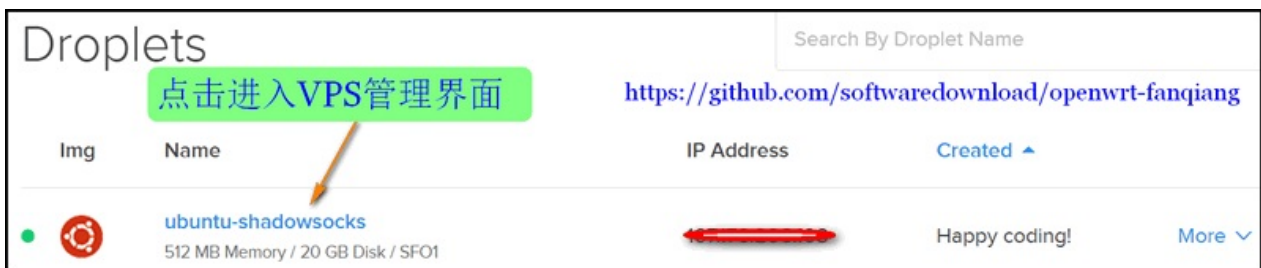 Droplets
Search By Droplet Name
点击进入VPS管理界面
https://github.com/softwaredownload/openwrt-fanqiang
Img Name IP Address Created
ubuntu-shadowsocks
Happy coding! More
512 MB Memory / 20 GB Disk / SFO1